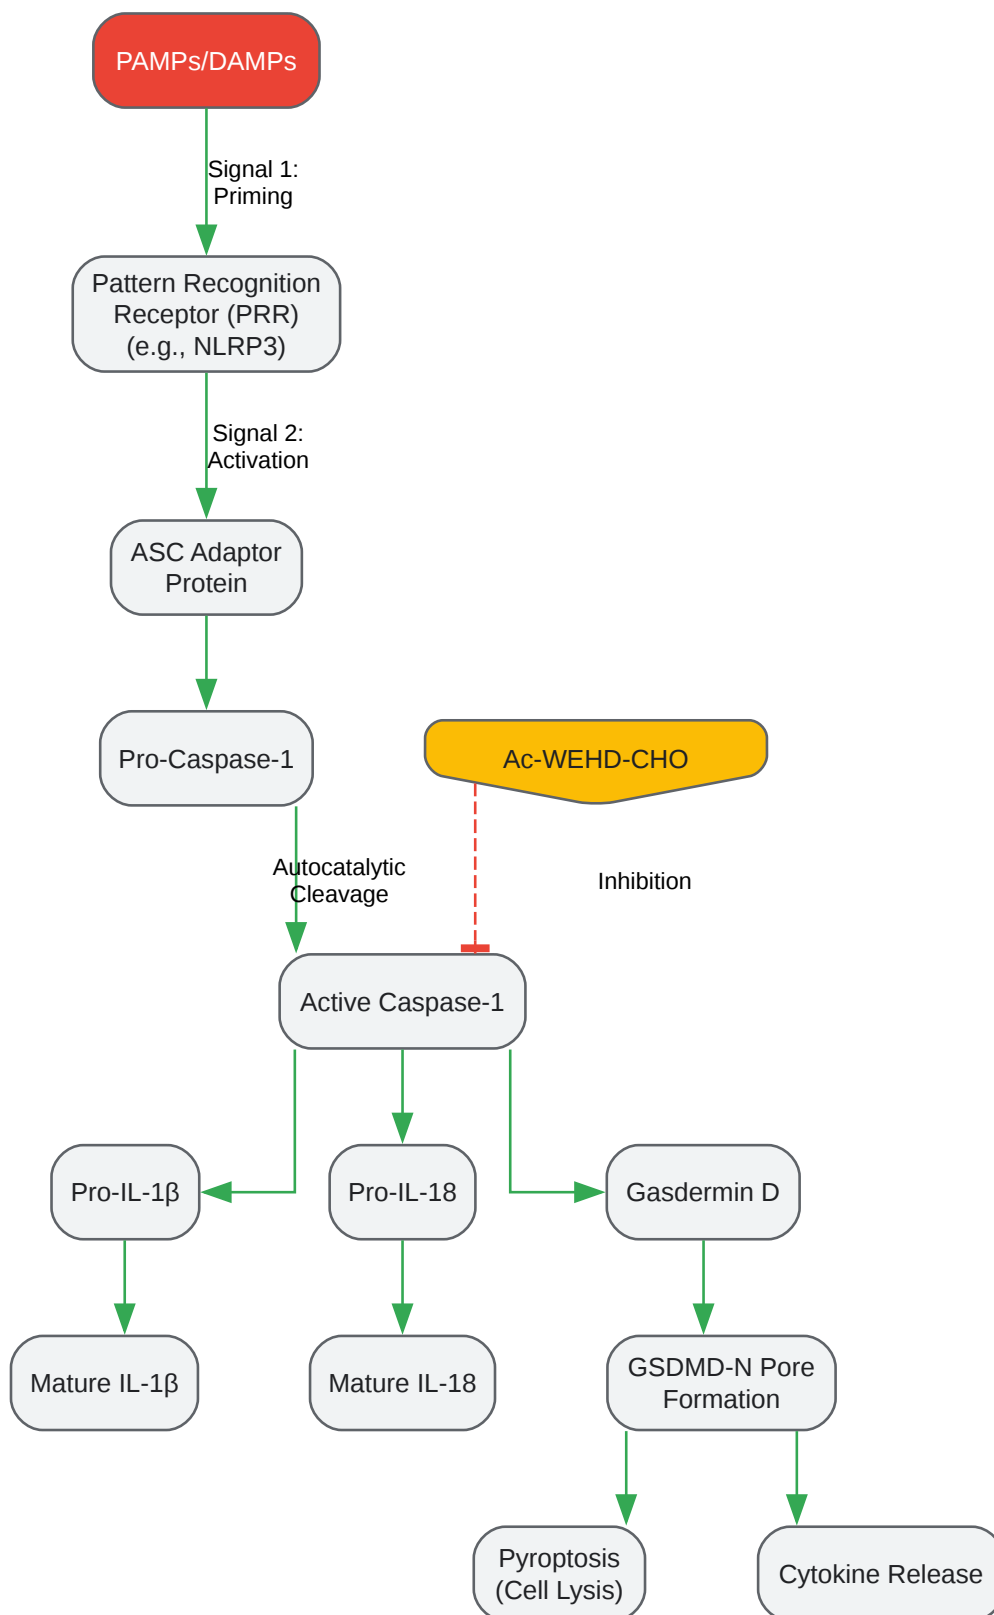 PAMPs/DAMPs
Signal 1:
Priming
Pattern Recognition
Receptor (PRR)
(e.g., NLRP3)
Signal 2:
Activation
ASC Adaptor
Protein
Pro-Caspase-1
Ac-WEHD-CHO
Autocatalytic
Cleavage
Inhibition
Active Caspase-1
Pro-IL-1β
Pro-IL-18
Gasdermin D
Mature IL-1β
Mature IL-18
GSDMD-N Pore
Formation
Pyroptosis
(Cell Lysis)
Cytokine Release